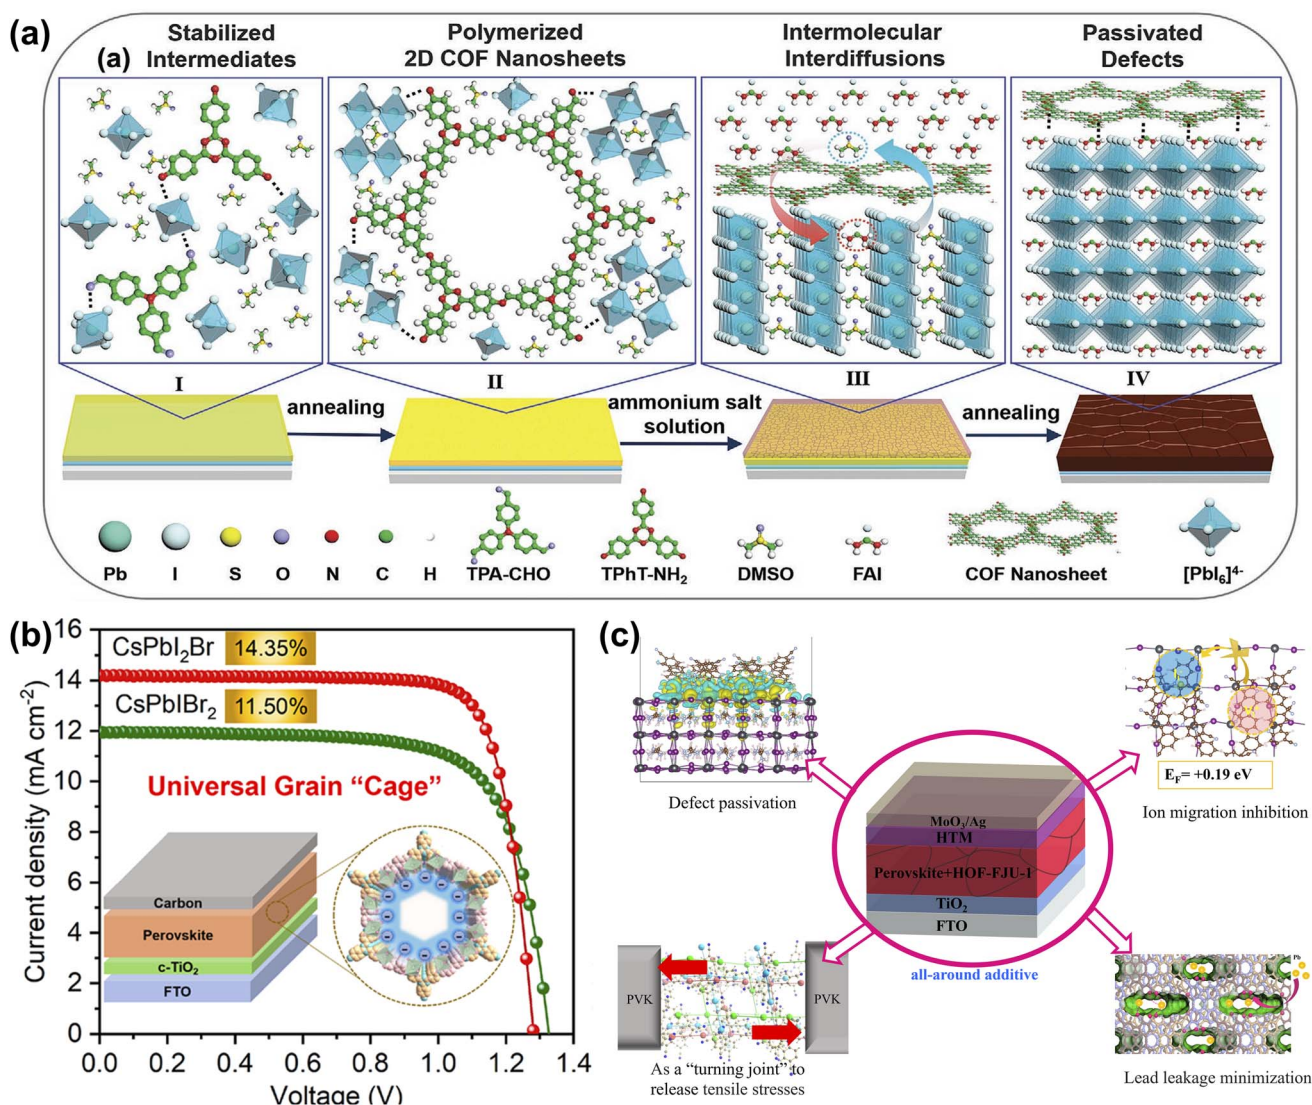 (a)
Stabilized
Intermediates
Polymerized
2D COF Nanosheets
Intermolecular
Interdiffusions
Passivated
Defects
(a)
I
II
III
IV
annealing
ammonium salt
solution
annealing
Pb
I
S
O
N
C
H
TPA-CHO
TPhT-NH₂
DMSO
FAI
COF Nanosheet
[PbI₆]⁴⁻
(b)
16
14
12
10
8
6
4
2
0
Current density (mA cm⁻²)
CsPbI₂Br
14.35%
CsPbIBr₂
11.50%
Universal Grain “Cage”
Carbon
Perovskite
c-TiO₂
FTO
0.0
0.2
0.4
0.6
0.8
1.0
1.2
1.4
Voltage (V)
(c)
Defect passivation
E_F= +0.19 eV
Ion migration inhibition
MoO₃/Ag
HTM
Perovskite+HOF-FJU-1
TiO₂
FTO
all-around additive
PVK
PVK
As a “turning joint” to
release tensile stresses
Pb
Lead leakage minimization